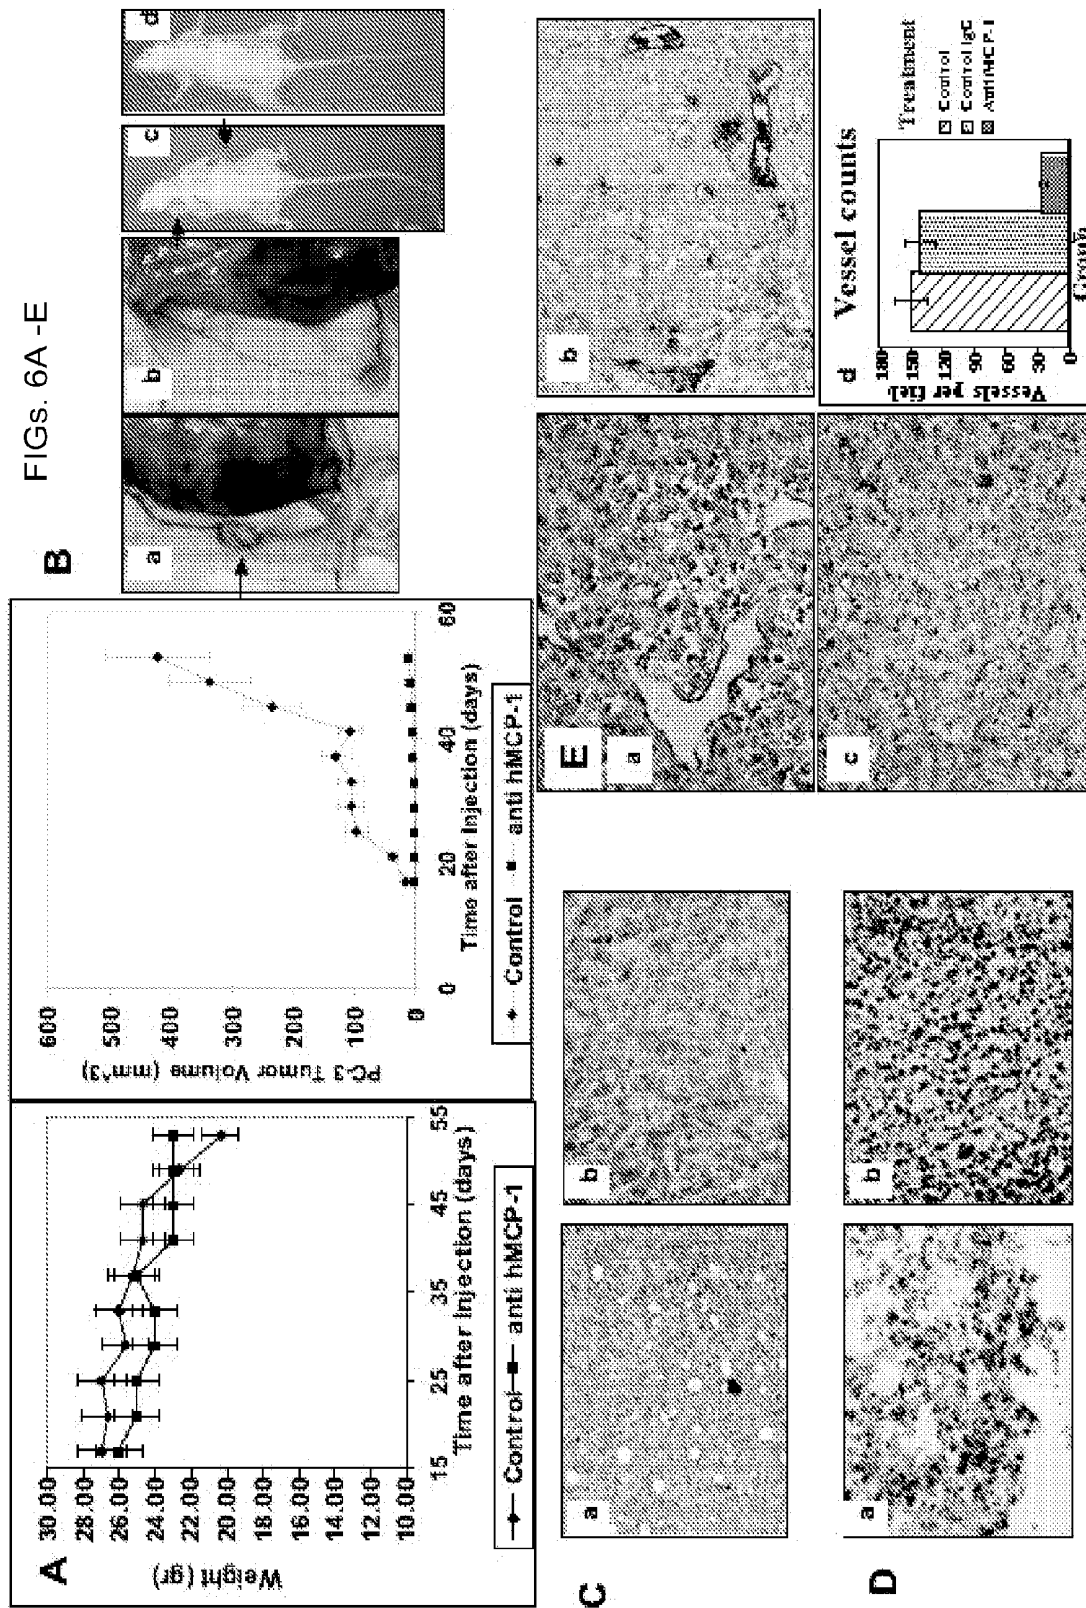 FIGs. 6A -E
A
Weight (gr)
30.00
28.00
26.00
24.00
22.00
20.00
18.00
16.00
14.00
12.00
10.00
15 25 35 45 55
Time after Injection (days)
Control anti hMCP-1
PC-3 Tumor Volume (mm^3)
600
500
400
300
200
100
0
0 20 40 60
Time after Injection (days)
Control anti hMCP-1
B
a
b
c
d
C
a
b
D
a
b
E
a
b
c
d Vessel counts
Vessels per fiel
180
150
120
90
60
30
0
Group
Treatment
Control
Control IgG
Anti hMCP-1